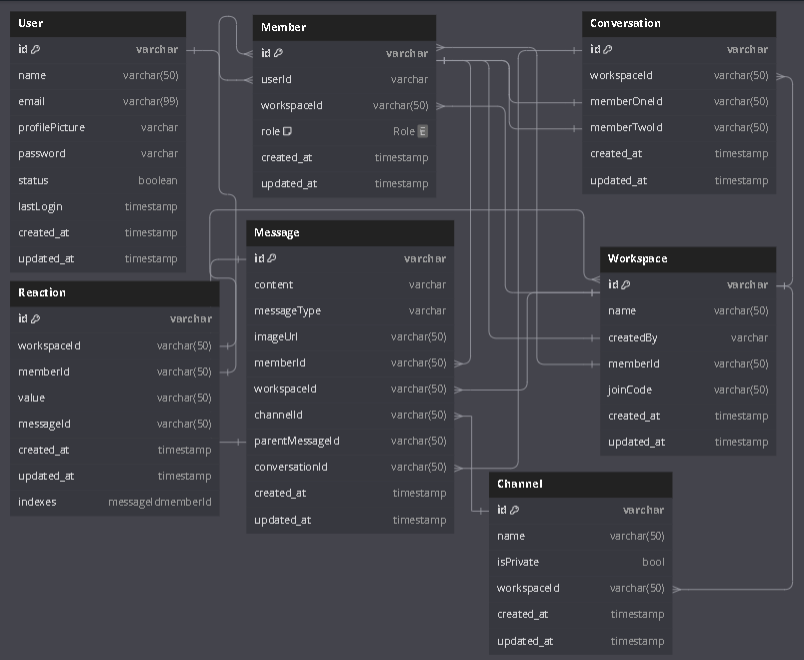 User
id varchar
name varchar(50)
email varchar(99)
profilePicture varchar
password varchar
status boolean
lastLogin timestamp
created_at timestamp
updated_at timestamp
Member
id varchar
userId varchar
workspaceId varchar(50)
role Role E
created_at timestamp
updated_at timestamp
Conversation
id varchar
workspaceId varchar(50)
memberOneId varchar(50)
memberTwoId varchar(50)
created_at timestamp
updated_at timestamp
Reaction
id varchar
workspaceId varchar(50)
memberId varchar(50)
value varchar(50)
messageId varchar(50)
created_at timestamp
updated_at timestamp
indexes messageIdmemberId
Message
id varchar
content varchar
messageType varchar
imageUrl varchar(50)
memberId varchar(50)
workspaceId varchar(50)
channelId varchar(50)
parentMessageId varchar(50)
conversationId varchar(50)
created_at timestamp
updated_at timestamp
Workspace
id varchar
name varchar(50)
createdBy varchar
memberId varchar(50)
joinCode varchar(50)
created_at timestamp
updated_at timestamp
Channel
id varchar
name varchar(50)
isPrivate bool
workspaceId varchar(50)
created_at timestamp
updated_at timestamp